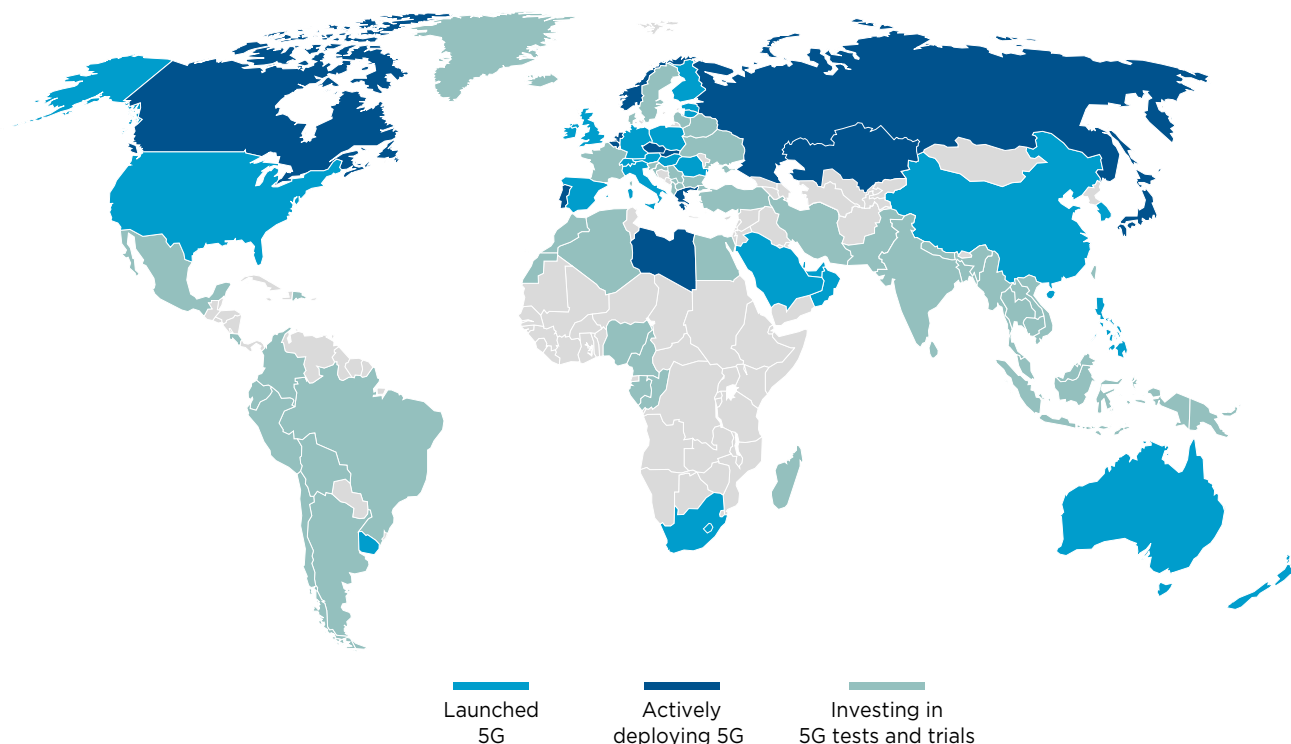 Launched
5G
Actively
deploying 5G
Investing in
5G tests and trials